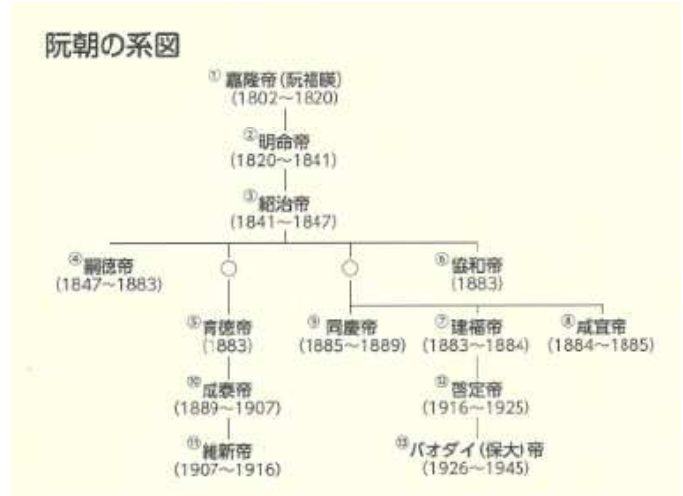 阮朝の系図
① 嘉隆帝(阮福暎)
(1802〜1820)
②明命帝
(1820〜1841)
③紹治帝
(1841〜1847)
④嗣徳帝
(1847〜1883)
⑥協和帝
(1883)
⑤育徳帝
(1883)
⑨同慶帝
(1885〜1889)
⑦建福帝
(1883〜1884)
⑧咸宜帝
(1884〜1885)
⑩成泰帝
(1889〜1907)
⑫啓定帝
(1916〜1925)
⑪維新帝
(1907〜1916)
⑬バオダイ(保大)帝
(1926〜1945)